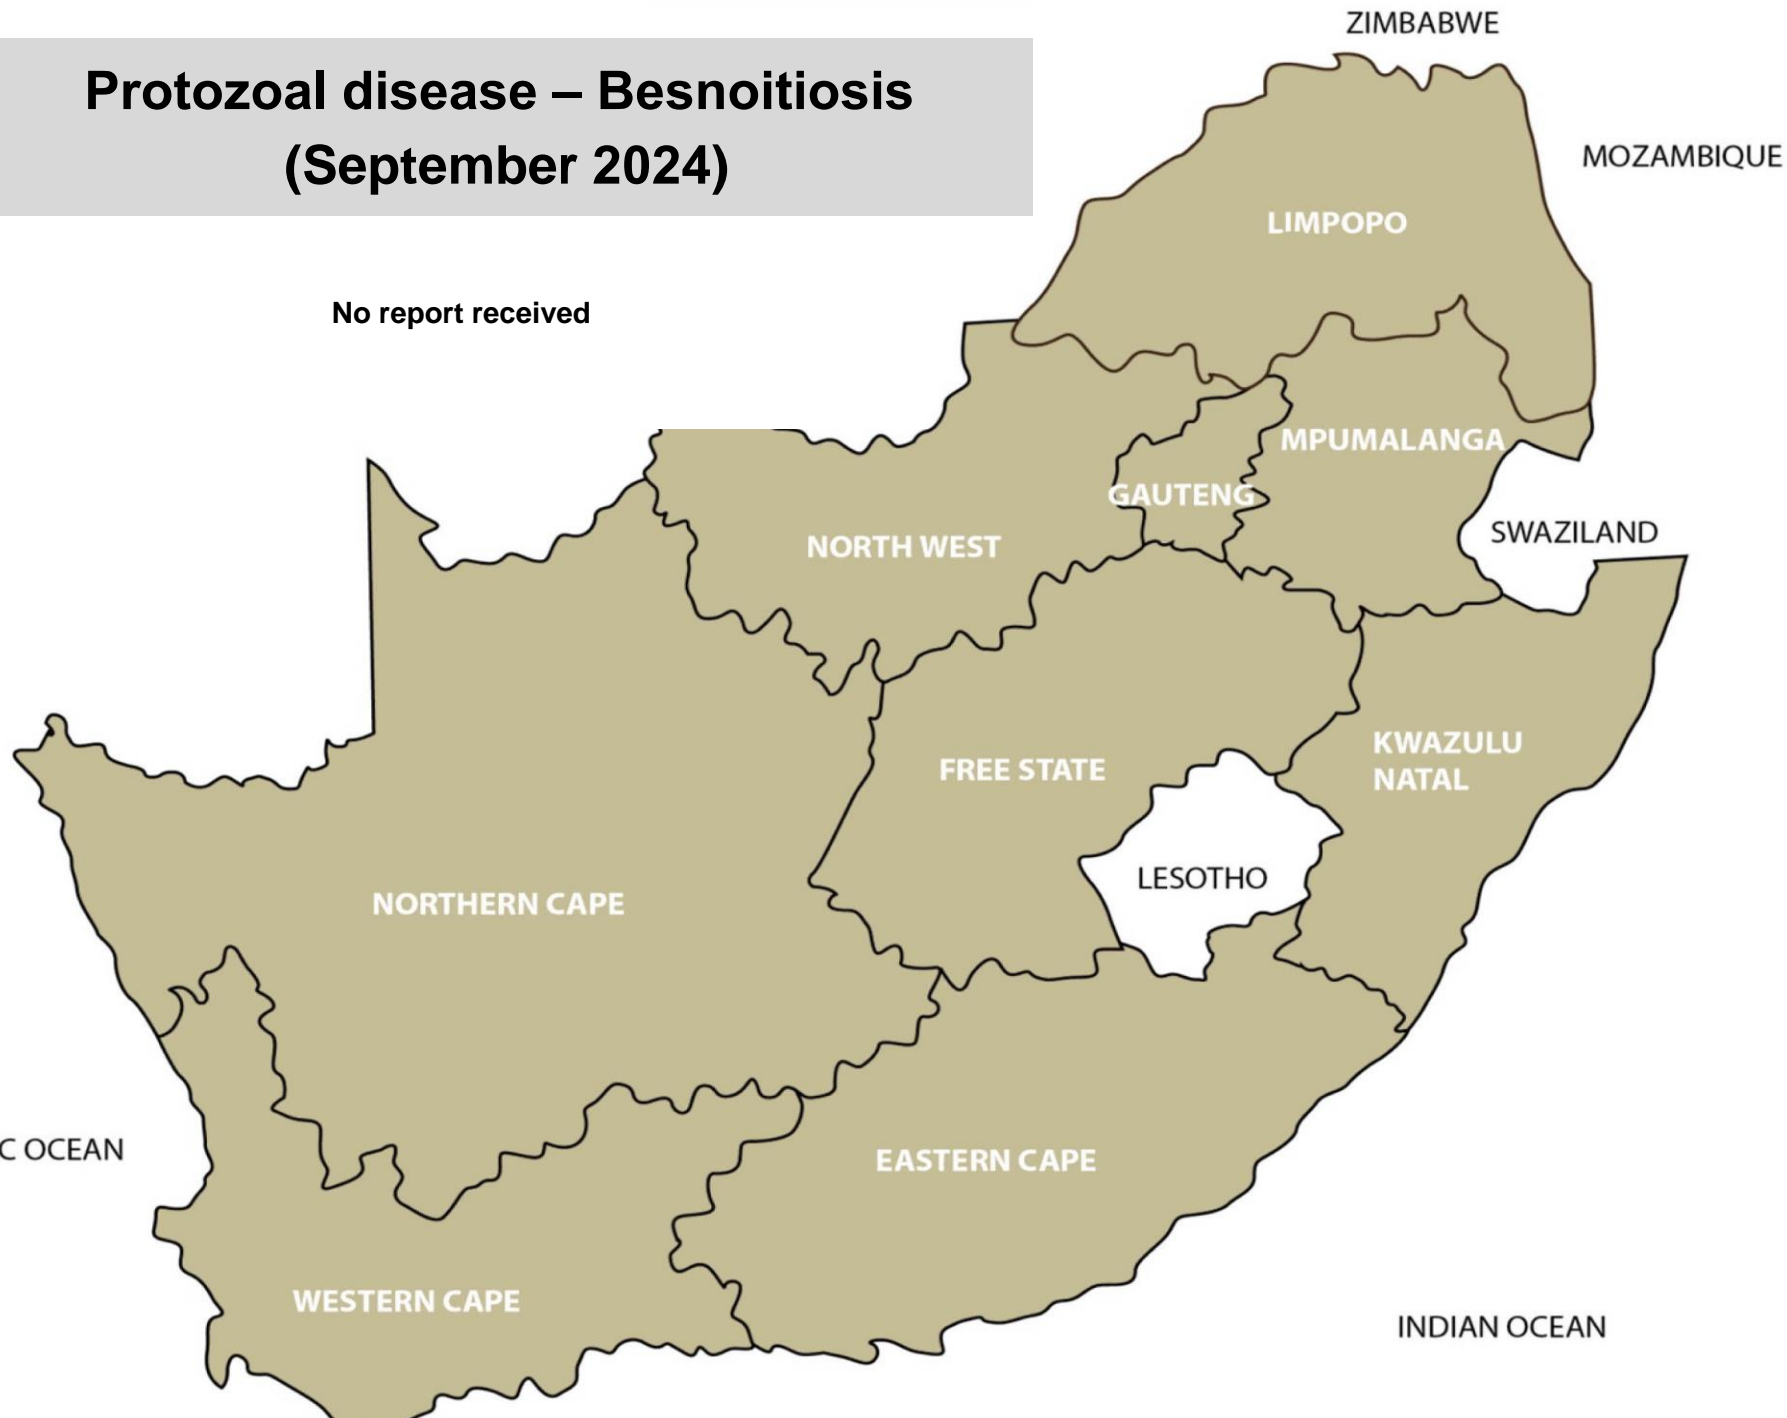 ZIMBABWE
Protozoal disease – Besnoitiosis
(September 2024)
MOZAMBIQUE
LIMPOPO
No report received
MPUMALANGA
GAUTENG
SWAZILAND
NORTH WEST
KWAZULU
NATAL
FREE STATE
LESOTHO
NORTHERN CAPE
C OCEAN
EASTERN CAPE
WESTERN CAPE
INDIAN OCEAN